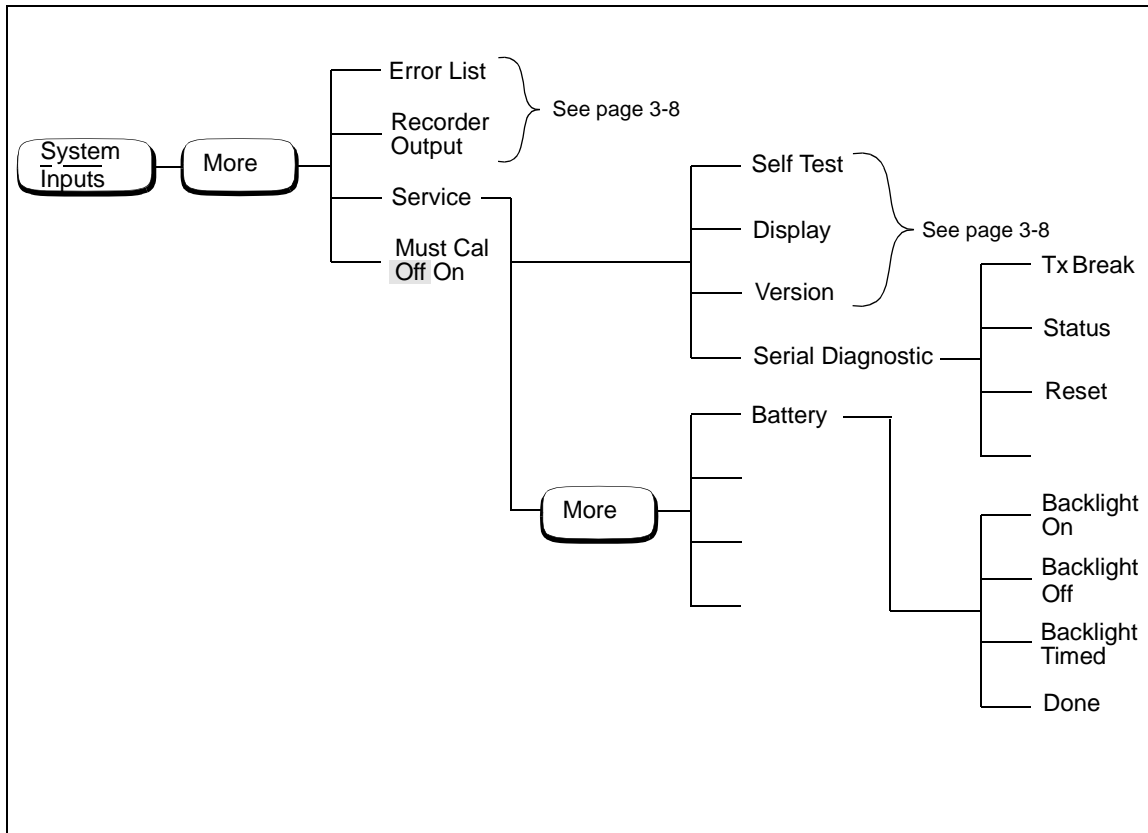 Error List
See page 3-8
Recorder
Output
System
Inputs
More
Service
Must Cal
Off On
Self Test
Display
Version
See page 3-8
Serial Diagnostic
Tx Break
Status
Reset
More
Battery
Backlight
On
Backlight
Off
Backlight
Timed
Done